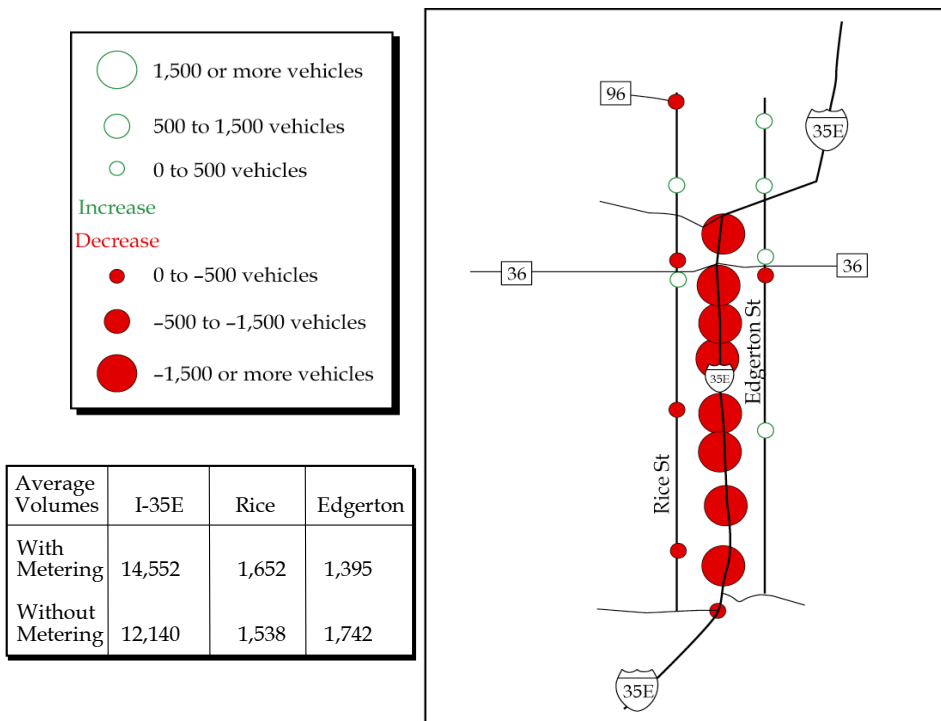 1,500 or more vehicles
500 to 1,500 vehicles
0 to 500 vehicles
Increase
Decrease
0 to –500 vehicles
–500 to –1,500 vehicles
–1,500 or more vehicles
Average
Volumes
I-35E
Rice
Edgerton
With
Metering
14,552
1,652
1,395
Without
Metering
12,140
1,538
1,742
96
35E
36
36
Edgerton St
35E
Rice St
35E